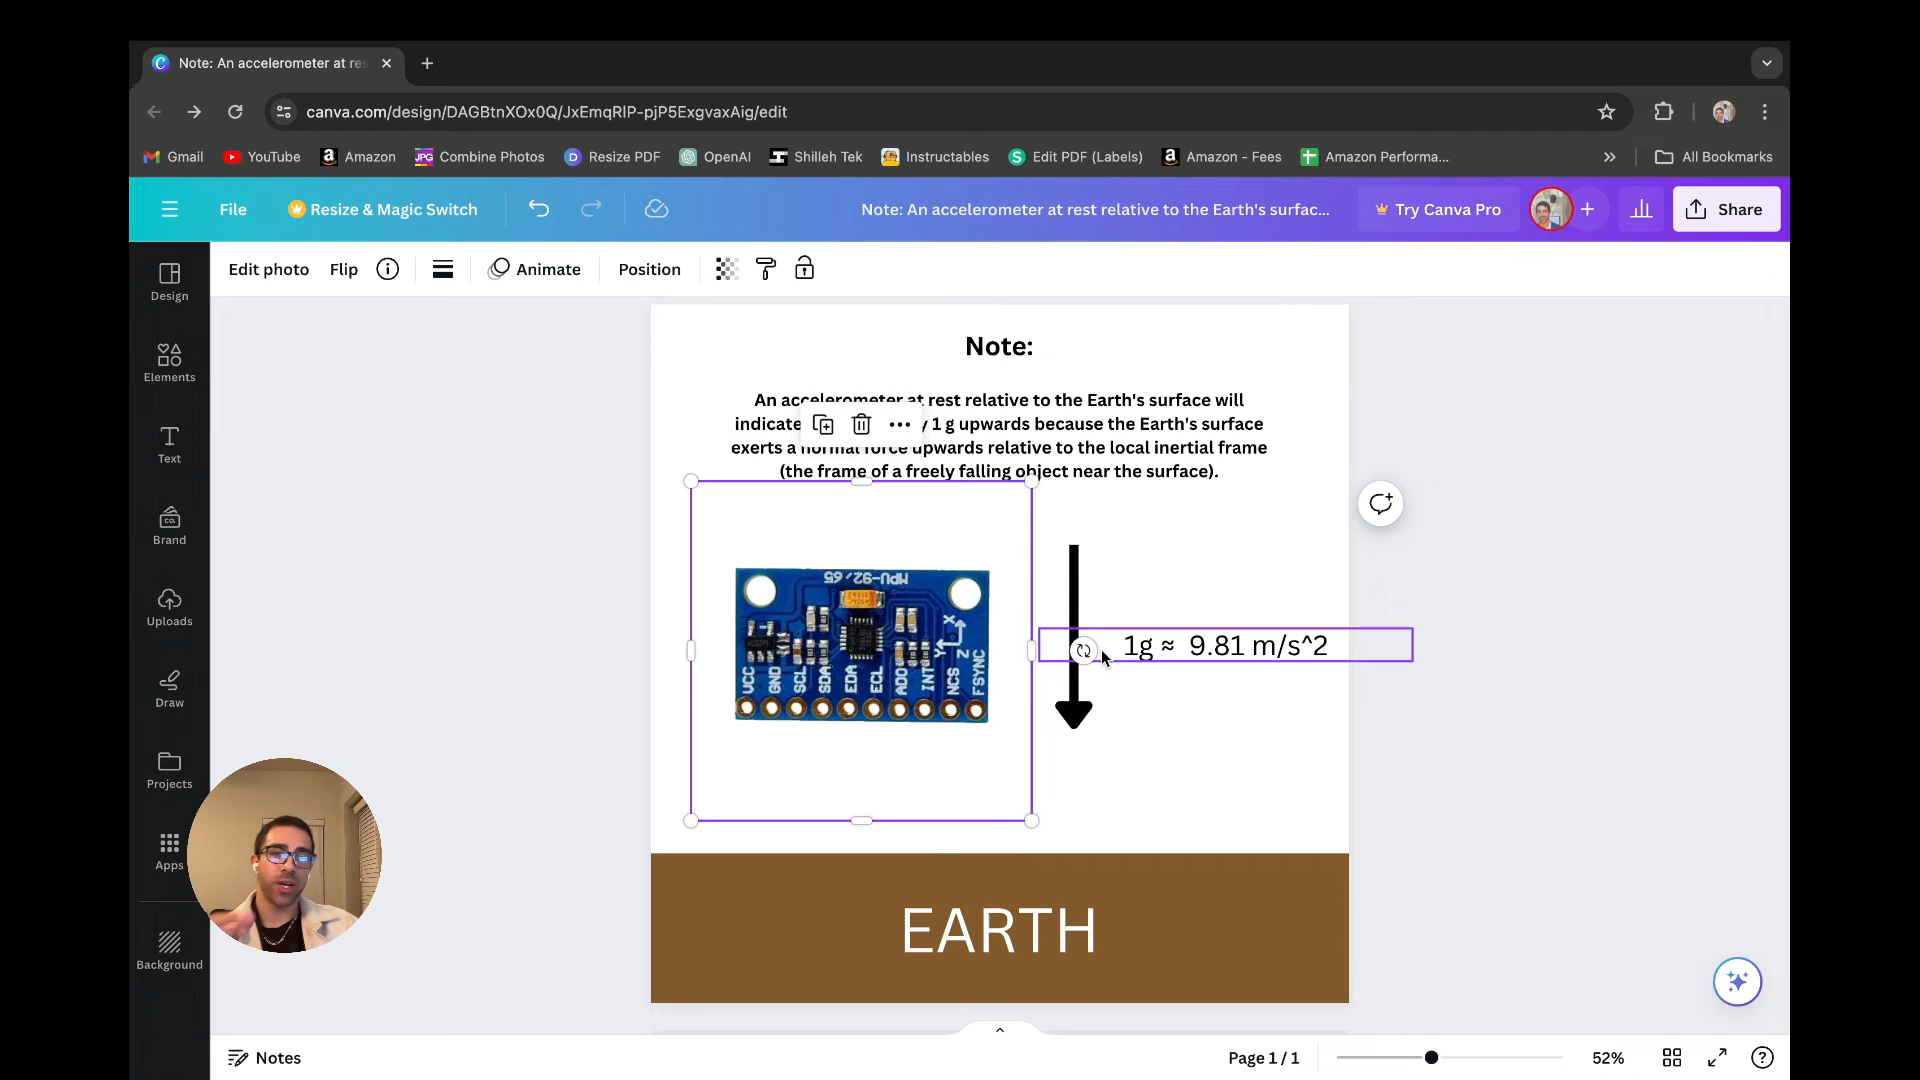 Note: An accelerometer at res
canva.com/design/DAGBtnXOx0Q/JxEmqRIP-pjP5ExgvaxAig/edit
Gmail YouTube Amazon Combine Photos Resize PDF OpenAI Shilleh Tek Instructables Edit PDF (Labels) Amazon - Fees Amazon Performa... » All Bookmarks
File Resize & Magic Switch Note: An accelerometer at rest relative to the Earth's surfac... Try Canva Pro Share
Edit photo Flip Animate Position
Design
Elements
Text
Brand
Uploads
Draw
Projects
Apps
Background
Note:
An accelerometer at rest relative to the Earth's surface will
indicate 1 g upwards because the Earth's surface
exerts a normal force upwards relative to the local inertial frame
(the frame of a freely falling object near the surface).
MPU-92/65
X
Y
Z
VCC GND SCL SDA EDA ECL ADO INT NCS FSYNC
1g ≈ 9.81 m/s^2
EARTH
Notes Page 1 / 1 52%